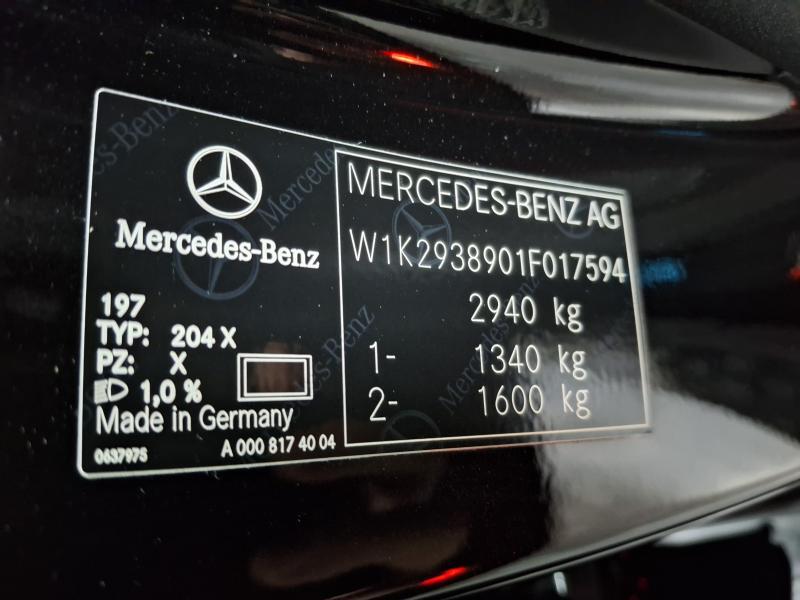 Mercedes-Benz
197
TYP: 204 X
PZ: X
1,0 %
Made in Germany
0637975
A 000 817 40 04
MERCEDES-BENZ AG
W1K2938901F017594
2940 kg
1- 1340 kg
2- 1600 kg